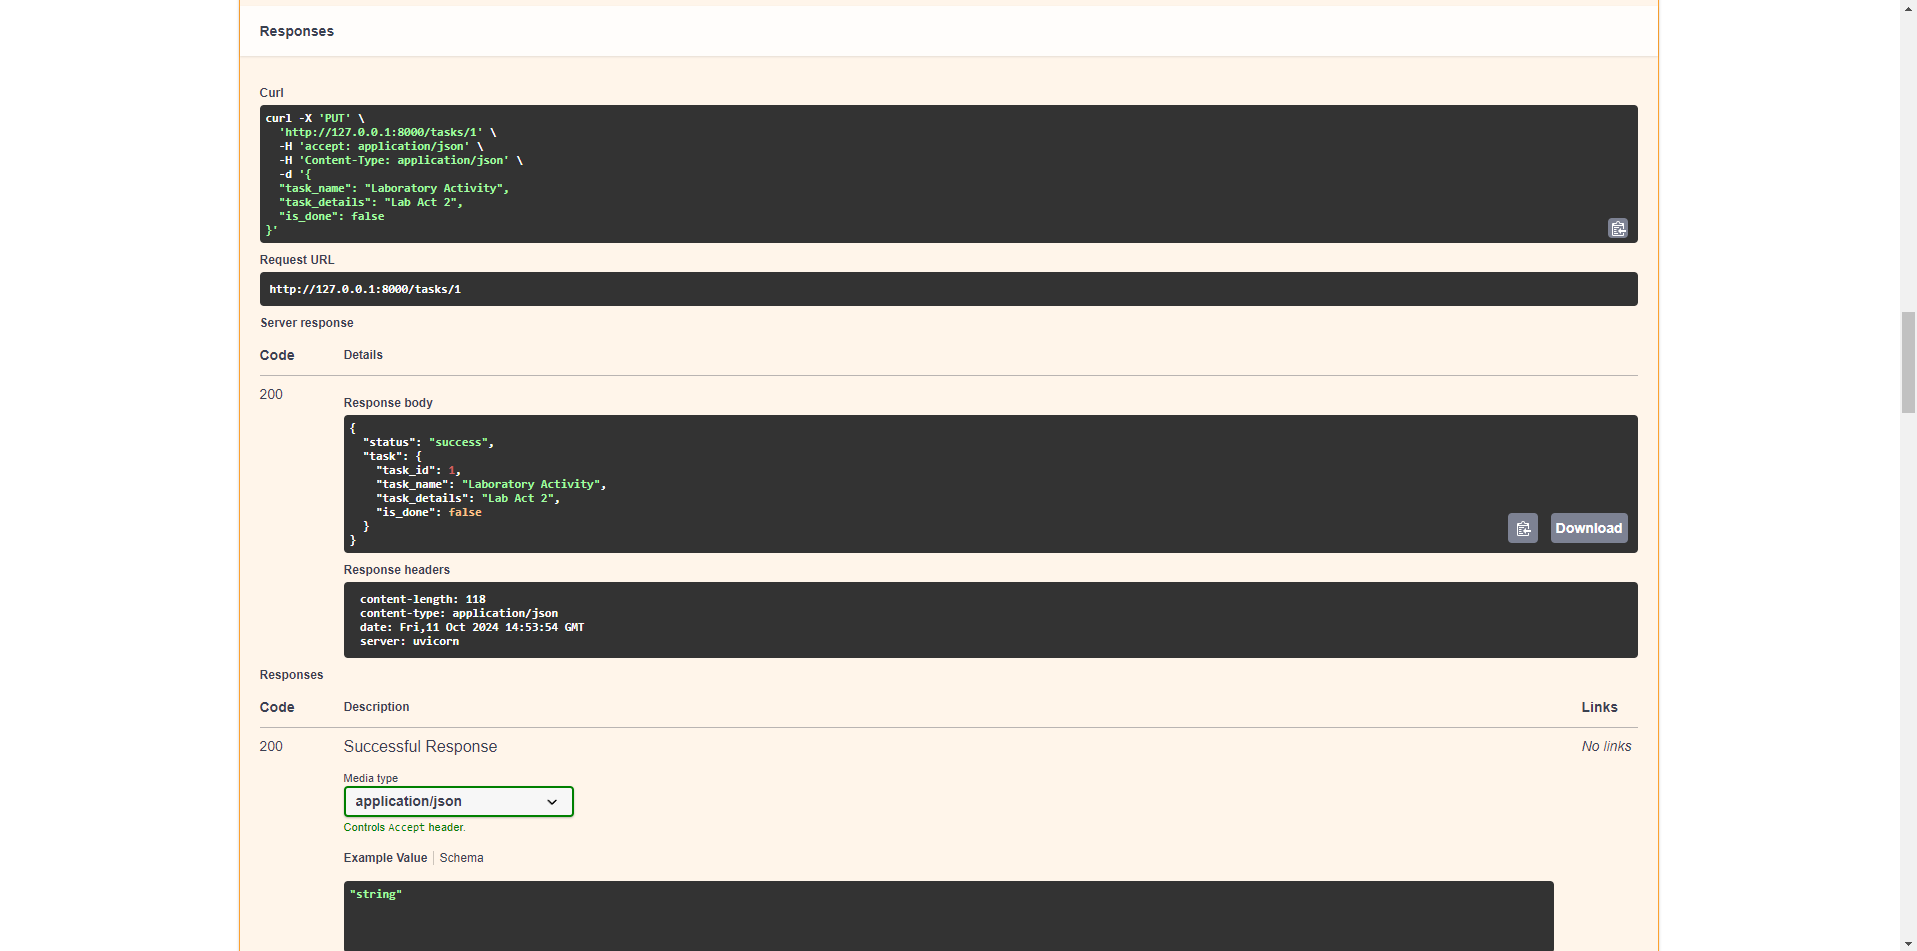 Responses
Curl
curl -X 'PUT' \
  'http://127.0.0.1:8000/tasks/1' \
  -H 'accept: application/json' \
  -H 'Content-Type: application/json' \
  -d '{
  "task_name": "Laboratory Activity",
  "task_details": "Lab Act 2",
  "is_done": false
}'
Request URL
http://127.0.0.1:8000/tasks/1
Server response
Code Details
200
Response body
{
  "status": "success",
  "task": {
    "task_id": 1,
    "task_name": "Laboratory Activity",
    "task_details": "Lab Act 2",
    "is_done": false
  }
}
Download
Response headers
content-length: 118
content-type: application/json
date: Fri,11 Oct 2024 14:53:54 GMT
server: uvicorn
Responses
Code Description Links
200 Successful Response No links
Media type
application/json
Controls Accept header.
Example Value Schema
"string"